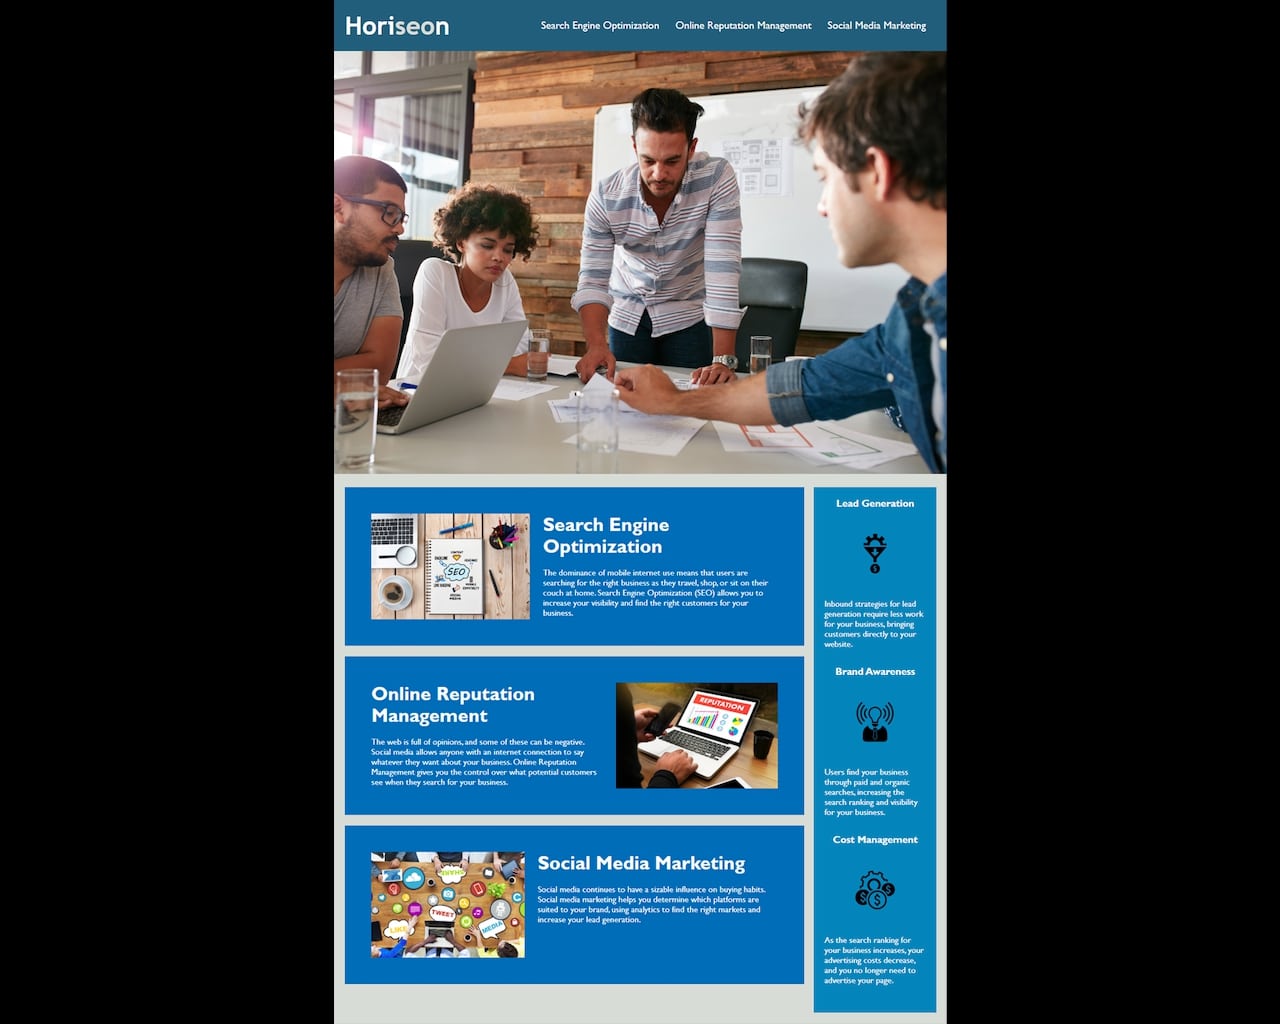 Horiseon
Search Engine Optimization
Online Reputation Management
Social Media Marketing
Search Engine
Optimization
The dominance of mobile internet use means that users are
searching for the right business as they travel, shop, or sit on their
couch at home. Search Engine Optimization (SEO) allows you to
increase your visibility and find the right customers for your
business.
SEO
Online Reputation
Management
The web is full of opinions, and some of these can be negative.
Social media allows anyone with an internet connection to say
whatever they want about your business. Online Reputation
Management gives you the control over what potential customers
see when they search for your business.
REPUTATION
Social Media Marketing
Social media continues to have a sizable influence on buying habits.
Social media marketing helps you determine which platforms are
suited to your brand, using analytics to find the right markets and
increase your lead generation.
SHARE
TWEET
LIKE
MEDIA
Lead Generation
Inbound strategies for lead
generation require less work
for your business, bringing
customers directly to your
website.
Brand Awareness
Users find your business
through paid and organic
searches, increasing the
search ranking and visibility
for your business.
Cost Management
As the search ranking for
your business increases, your
advertising costs decrease,
and you no longer need to
advertise your page.